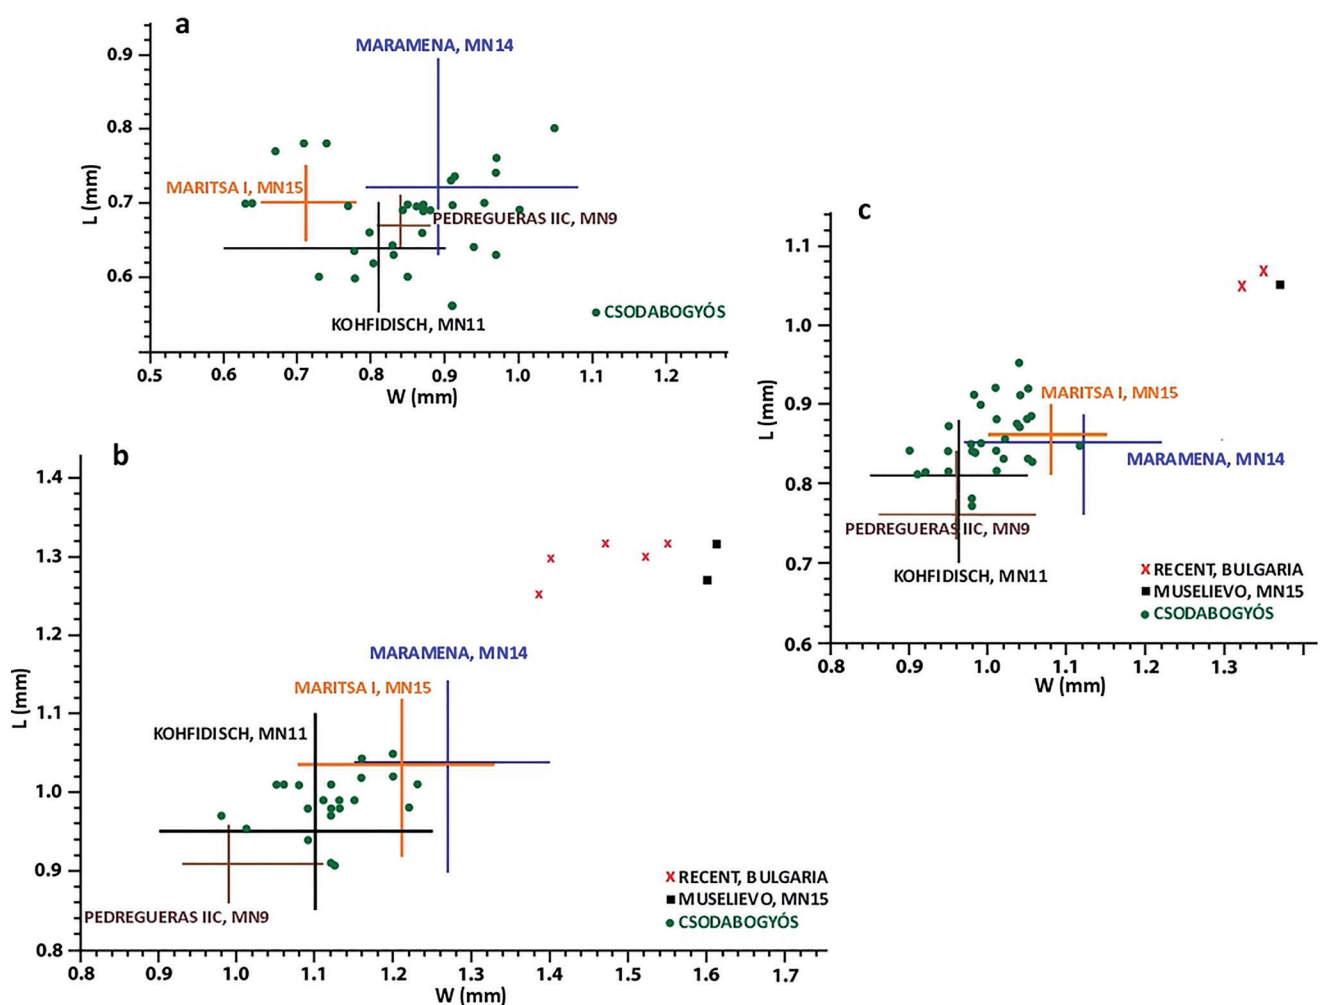 a
0.9
0.8
0.7
0.6
L (mm)
MARAMENA, MN14
MARITSA I, MN15
PEDREGUERAS IIC, MN9
KOHFIDISCH, MN11
CSODABOGYÓS
0.5 0.6 0.7 0.8 0.9 1.0 1.1 1.2
W (mm)
b
1.4
1.3
1.2
1.1
1.0
0.9
0.8
L (mm)
MARAMENA, MN14
MARITSA I, MN15
KOHFIDISCH, MN11
PEDREGUERAS IIC, MN9
X RECENT, BULGARIA
MUSELIEVO, MN15
CSODABOGYÓS
0.8 0.9 1.0 1.1 1.2 1.3 1.4 1.5 1.6 1.7
W (mm)
c
1.1
1.0
0.9
0.8
0.7
0.6
L (mm)
MARITSA I, MN15
MARAMENA, MN14
PEDREGUERAS IIC, MN9
KOHFIDISCH, MN11
X RECENT, BULGARIA
MUSELIEVO, MN15
CSODABOGYÓS
0.8 0.9 1.0 1.1 1.2 1.3
W (mm)